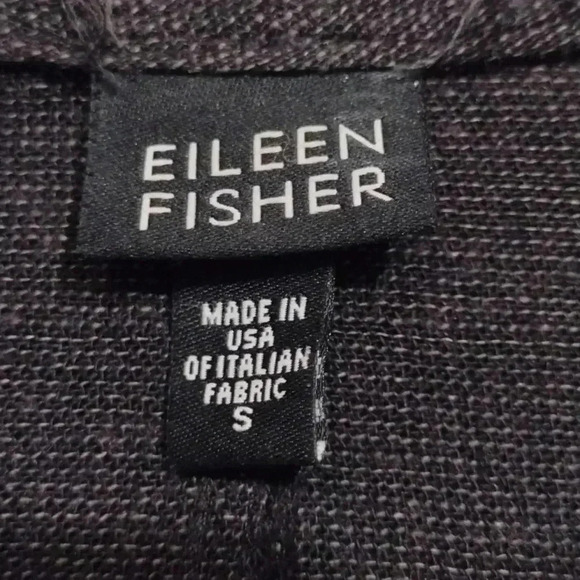 EILEEN
FISHER
MADE IN
USA
OF ITALIAN
FABRIC
S